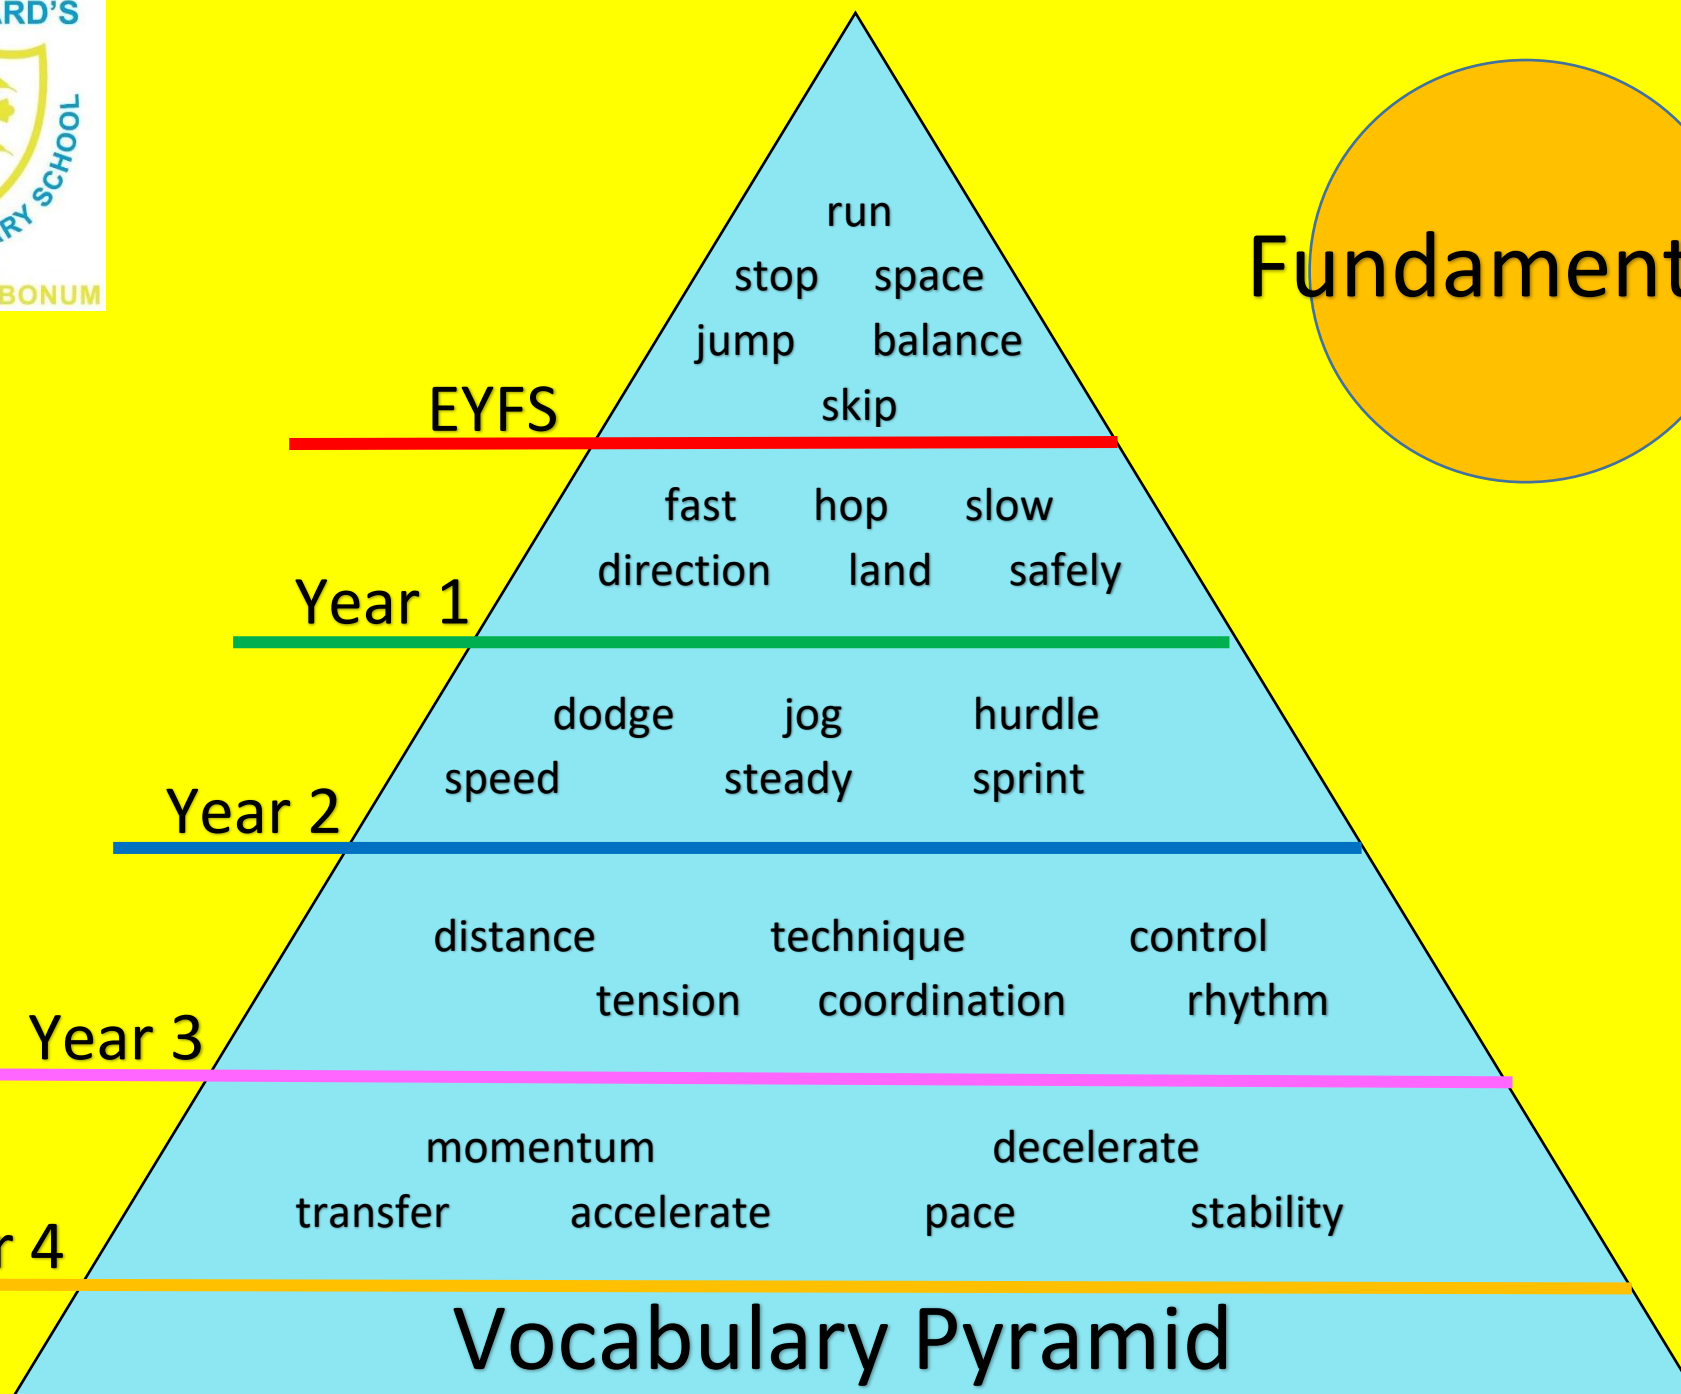 ARD'S
RY SCHOOL
BONUM
Fundament
run
stop space
jump balance
skip
EYFS
fast hop slow
direction land safely
Year 1
dodge jog hurdle
speed steady sprint
Year 2
distance technique control
tension coordination rhythm
Year 3
momentum decelerate
transfer accelerate pace stability
r 4
Vocabulary Pyramid